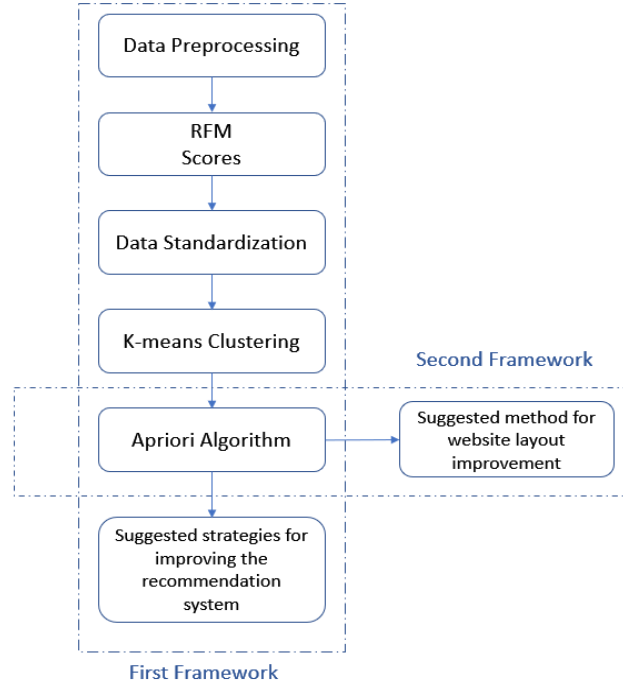 Data Preprocessing
RFM
Scores
Data Standardization
K-means Clustering
Second Framework
Apriori Algorithm
Suggested method for
website layout
improvement
Suggested strategies for
improving the
recommendation
system
First Framework